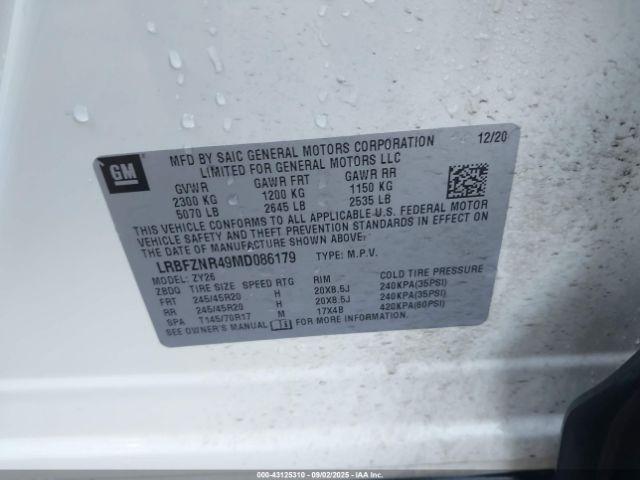 GM
MFD BY SAIC GENERAL MOTORS CORPORATION 12/20
LIMITED FOR GENERAL MOTORS LLC
GVWR GAWR FRT GAWR RR
2300 KG 1200 KG 1150 KG
5070 LB 2645 LB 2535 LB
THIS VEHICLE CONFORMS TO ALL APPLICABLE U.S. FEDERAL MOTOR
VEHICLE SAFETY AND THEFT PREVENTION STANDARDS IN EFFECT ON
THE DATE OF MANUFACTURE SHOWN ABOVE.
LRBFZNR49MD086179 TYPE: M.P.V.
MODEL: ZY26
ZBDQ TIRE SIZE SPEED RTG RIM COLD TIRE PRESSURE
FRT 245/45R20 H 20X8.5J 240KPA(35PSI)
RR 245/45R20 H 20X8.5J 240KPA(35PSI)
SPA T145/70R17 M 17X4B 420KPA(60PSI)
SEE OWNER'S MANUAL FOR MORE INFORMATION
000-43125310 - 09/02/2025 - IAAI.CA